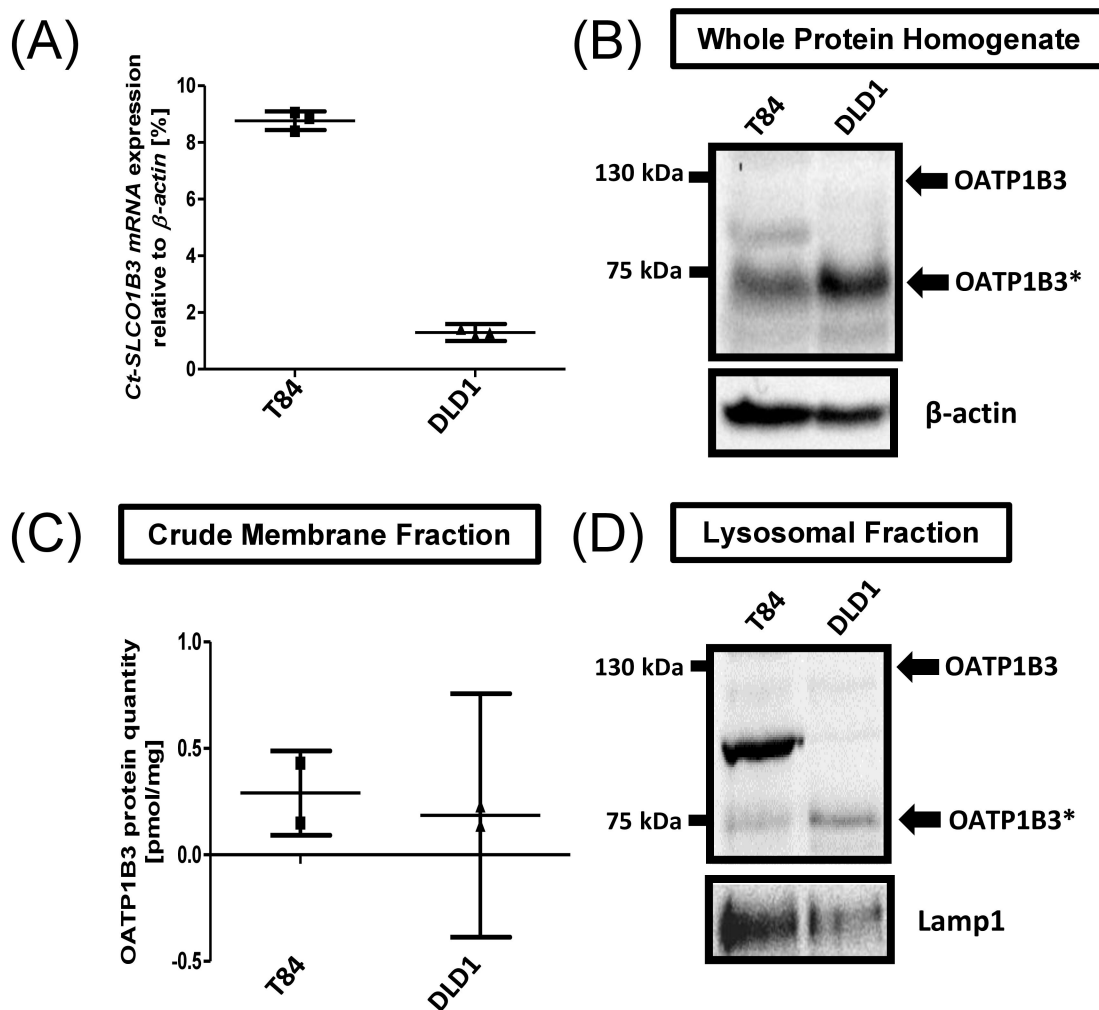 (A)
Ct-SLCO1B3 mRNA expression
relative to β-actin [%]
10
8
6
4
2
0
T84
DLD1
(B)
Whole Protein Homogenate
T84
DLD1
130 kDa
OATP1B3
75 kDa
OATP1B3*
β-actin
(C)
Crude Membrane Fraction
OATP1B3 protein quantity
[pmol/mg]
1.0
0.5
0.0
-0.5
T84
DLD1
(D)
Lysosomal Fraction
T84
DLD1
130 kDa
OATP1B3
75 kDa
OATP1B3*
Lamp1